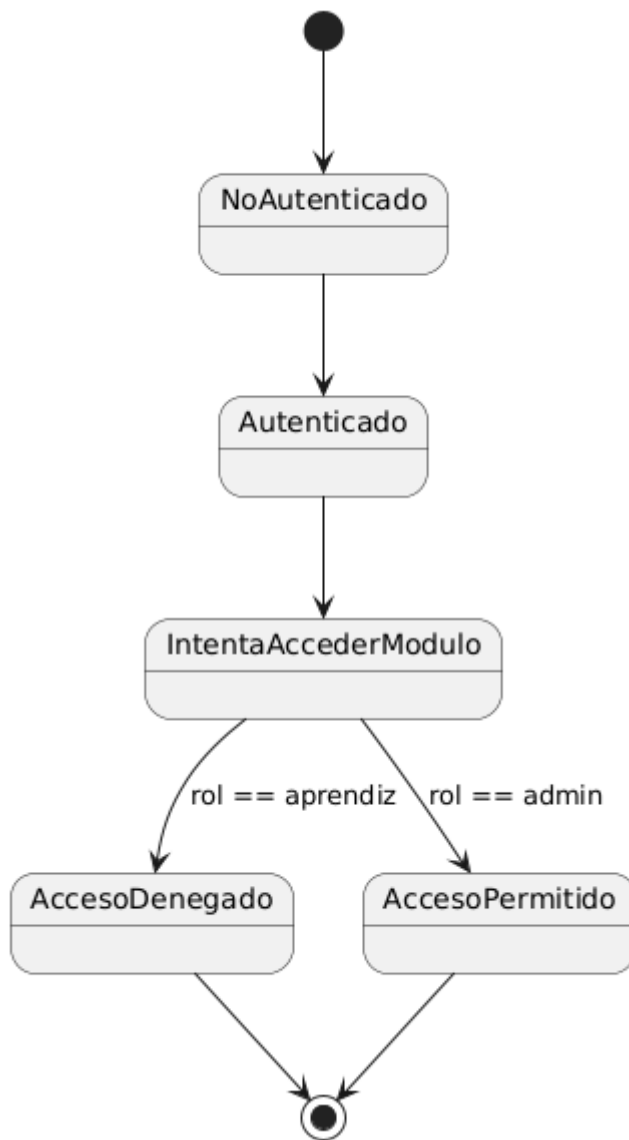 NoAutenticado
Autenticado
IntentaAccederModulo
rol == aprendiz
rol == admin
AccesoDenegado
AccesoPermitido